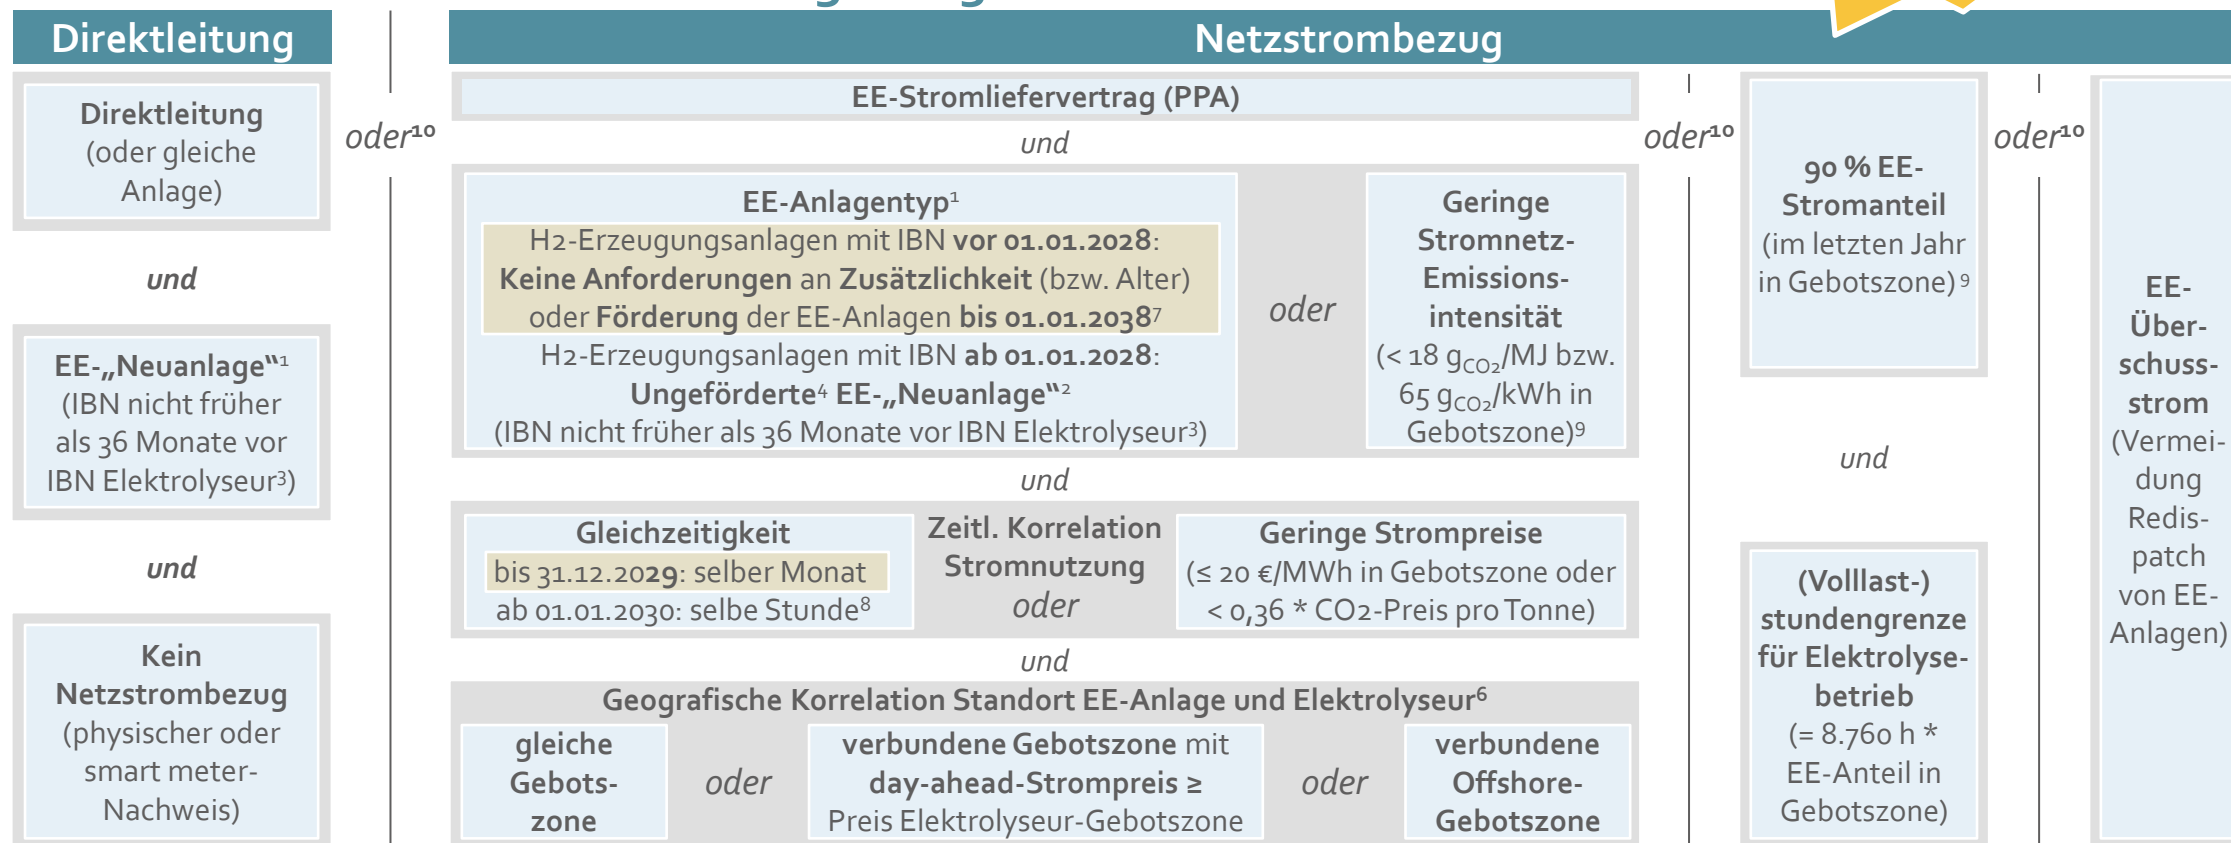 Direktleitung
Direktleitung
(oder gleiche
Anlage)
und
EE-„Neuanlage“¹
(IBN nicht früher
als 36 Monate vor
IBN Elektrolyseur³)
und
Kein
Netzstrombezug
(physischer oder
smart meter-
Nachweis)
oder¹⁰
Netzstrombezug
EE-Stromliefervertrag (PPA)
und
EE-Anlagentyp¹
H2-Erzeugungsanlagen mit IBN vor 01.01.2028:
Keine Anforderungen an Zusätzlichkeit (bzw. Alter)
oder Förderung der EE-Anlagen bis 01.01.2038⁷
H2-Erzeugungsanlagen mit IBN ab 01.01.2028:
Ungeförderte⁴ EE-„Neuanlage“²
(IBN nicht früher als 36 Monate vor IBN Elektrolyseur³)
oder
Geringe
Stromnetz-
Emissions-
intensität
(< 18 gCO2/MJ bzw.
65 gCO2/kWh in
Gebotszone)⁹
und
Gleichzeitigkeit
bis 31.12.2029: selber Monat
ab 01.01.2030: selbe Stunde⁸
Zeitl. Korrelation
Stromnutzung
oder
Geringe Strompreise
(≤ 20 €/MWh in Gebotszone oder
< 0,36 * CO2-Preis pro Tonne)
und
Geografische Korrelation Standort EE-Anlage und Elektrolyseur⁶
gleiche
Gebots-
zone
oder
verbundene Gebotszone mit
day-ahead-Strompreis ≥
Preis Elektrolyseur-Gebotszone
oder
verbundene
Offshore-
Gebotszone
oder¹⁰
90 % EE-
Stromanteil
(im letzten Jahr
in Gebotszone) ⁹
und
(Volllast-)
stundengrenze
für Elektrolyse-
betrieb
(= 8.760 h *
EE-Anteil in
Gebotszone)
oder¹⁰
EE-
Über-
schuss-
strom
(Vermei-
dung
Redis-
patch
von EE-
Anlagen)